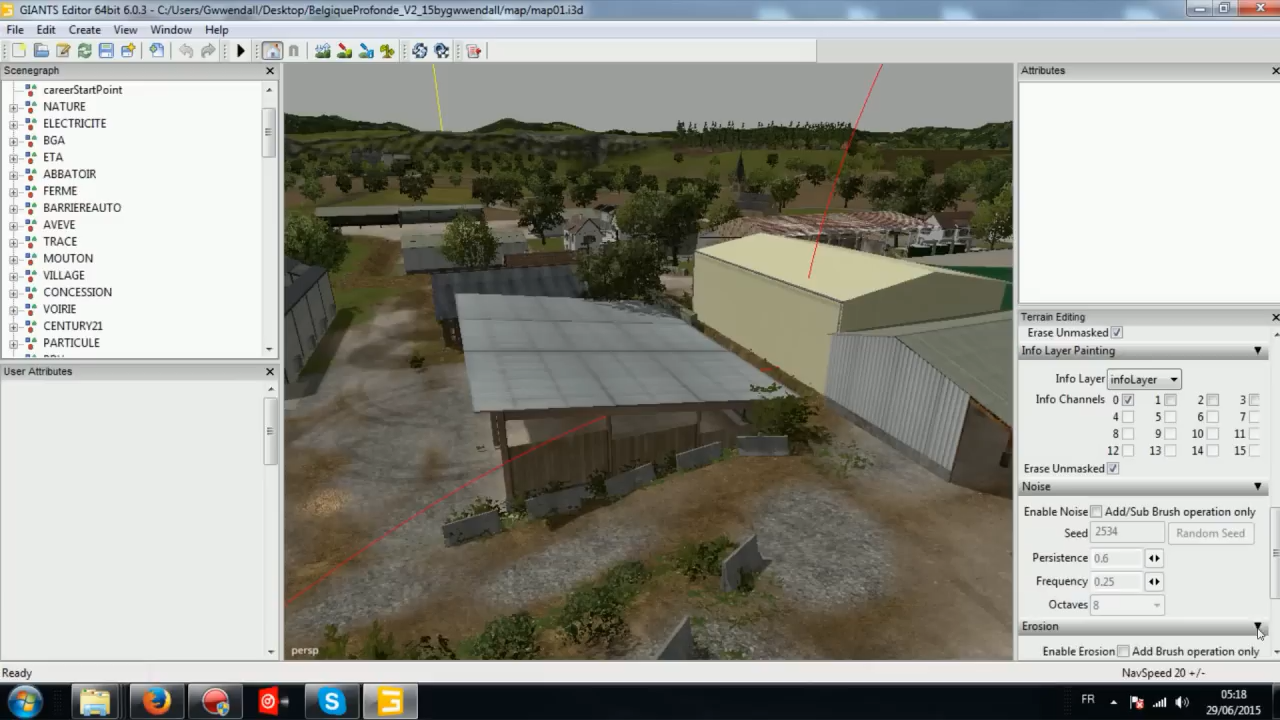 GIANTS Editor 64bit 6.0.3 - C:/Users/Gwwendall/Desktop/BelgiqueProfonde_V2_15bygwwendall/map/map01.i3d
File Edit Create View Window Help
Scenegraph
careerStartPoint
NATURE
ELECTRICITE
BGA
ETA
ABBATOIR
FERME
BARRIEREAUTO
AVEVE
TRACE
MOUTON
VILLAGE
CONCESSION
VOIRIE
CENTURY21
PARTICULE
User Attributes
persp
Attributes
Terrain Editing
Erase Unmasked
Info Layer Painting
Info Layer infoLayer
Info Channels 0 1 2 3
4 5 6 7
8 9 10 11
12 13 14 15
Erase Unmasked
Noise
Enable Noise Add/Sub Brush operation only
Seed 2534 Random Seed
Persistence 0.6
Frequency 0.25
Octaves 8
Erosion
Enable Erosion Add Brush operation only
Ready
NavSpeed 20 +/-
FR
05:18
29/06/2015